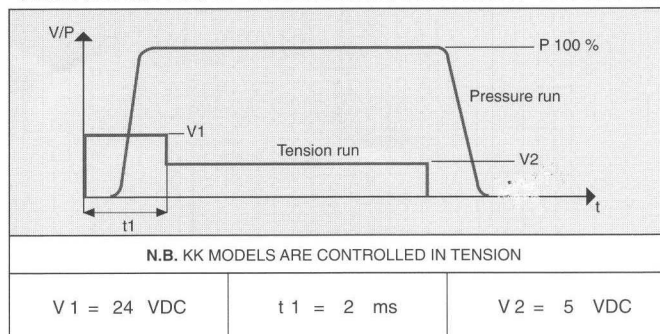 V/P
P 100 %
Pressure run
V1
Tension run
V2
t1
t
N.B. KK MODELS ARE CONTROLLED IN TENSION
V 1 = 24 VDC
t 1 = 2 ms
V 2 = 5 VDC